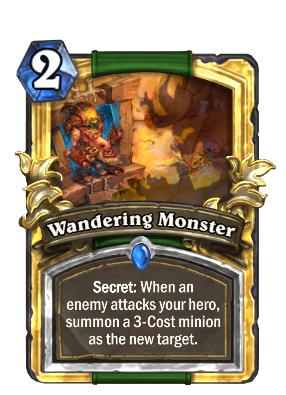 2
Wandering Monster
Secret: When an
enemy attacks your hero,
summon a 3-Cost minion
as the new target.